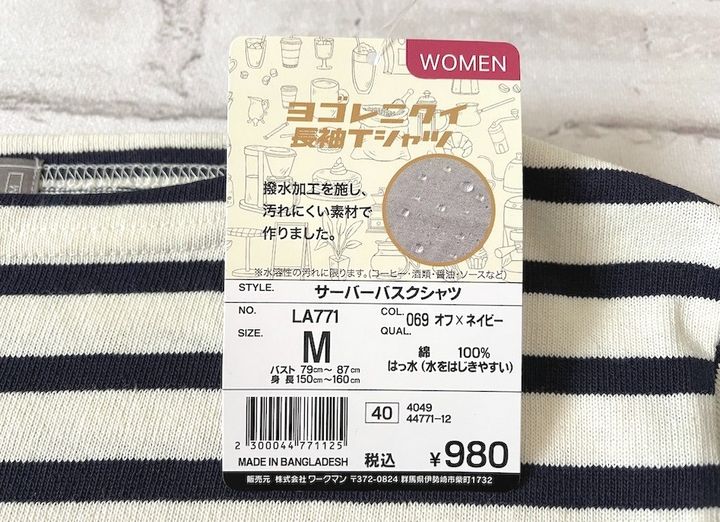 WOMEN
ヨゴレニクイ
長袖Tシャツ
撥水加工を施し、
汚れにくい素材で
作りました。
※水溶性の汚れに限ります。(コーヒー・酒類・醤油・ソースなど)
STYLE. サーバーバスクシャツ
NO. LA771
COL. 069 オフ×ネイビー
SIZE. M
QUAL.
バスト 79cm~ 87cm
身長 150cm~160cm
綿 100%
はっ水(水をはじきやすい)
40 4049
44771-12
2 300044 771125
MADE IN BANGLADESH
税込 ¥980
販売元 株式会社 ワークマン 〒372-0824 群馬県伊勢崎市柴町1732